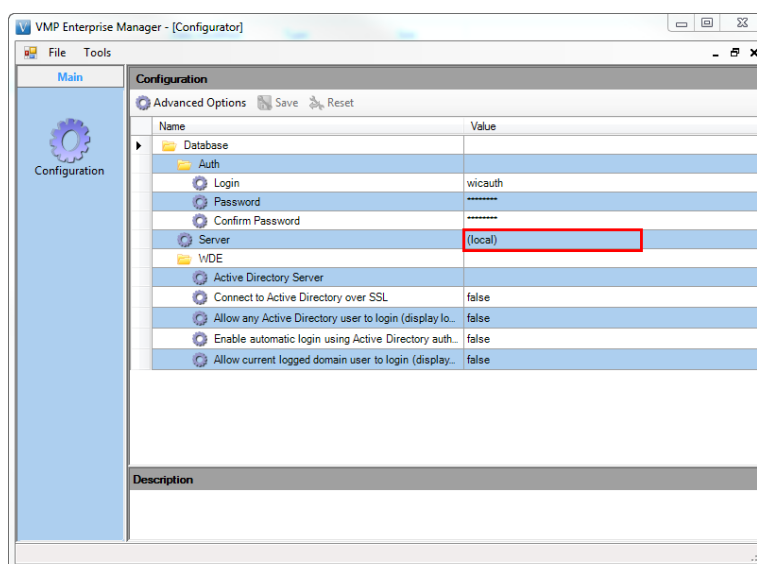 VMP Enterprise Manager - [Configurator]
File Tools
Main
Configuration
Configuration
Advanced Options Save Reset
Name Value
Database
Auth
Login wicauth
Password ********
Confirm Password ********
Server (local)
WDE
Active Directory Server
Connect to Active Directory over SSL false
Allow any Active Directory user to login (display lo... false
Enable automatic login using Active Directory auth... false
Allow current logged domain user to login (display... false
Description